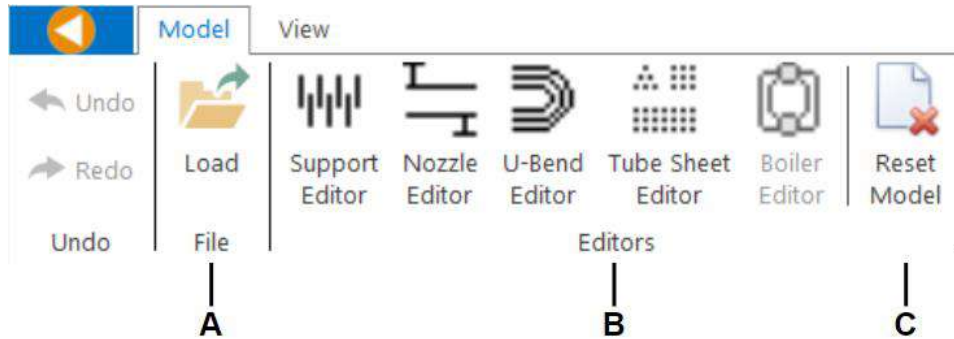 Model View
Undo
Redo
Load
Support
Editor
Nozzle
Editor
U-Bend
Editor
Tube Sheet
Editor
Boiler
Editor
Reset
Model
Undo File Editors
A B C